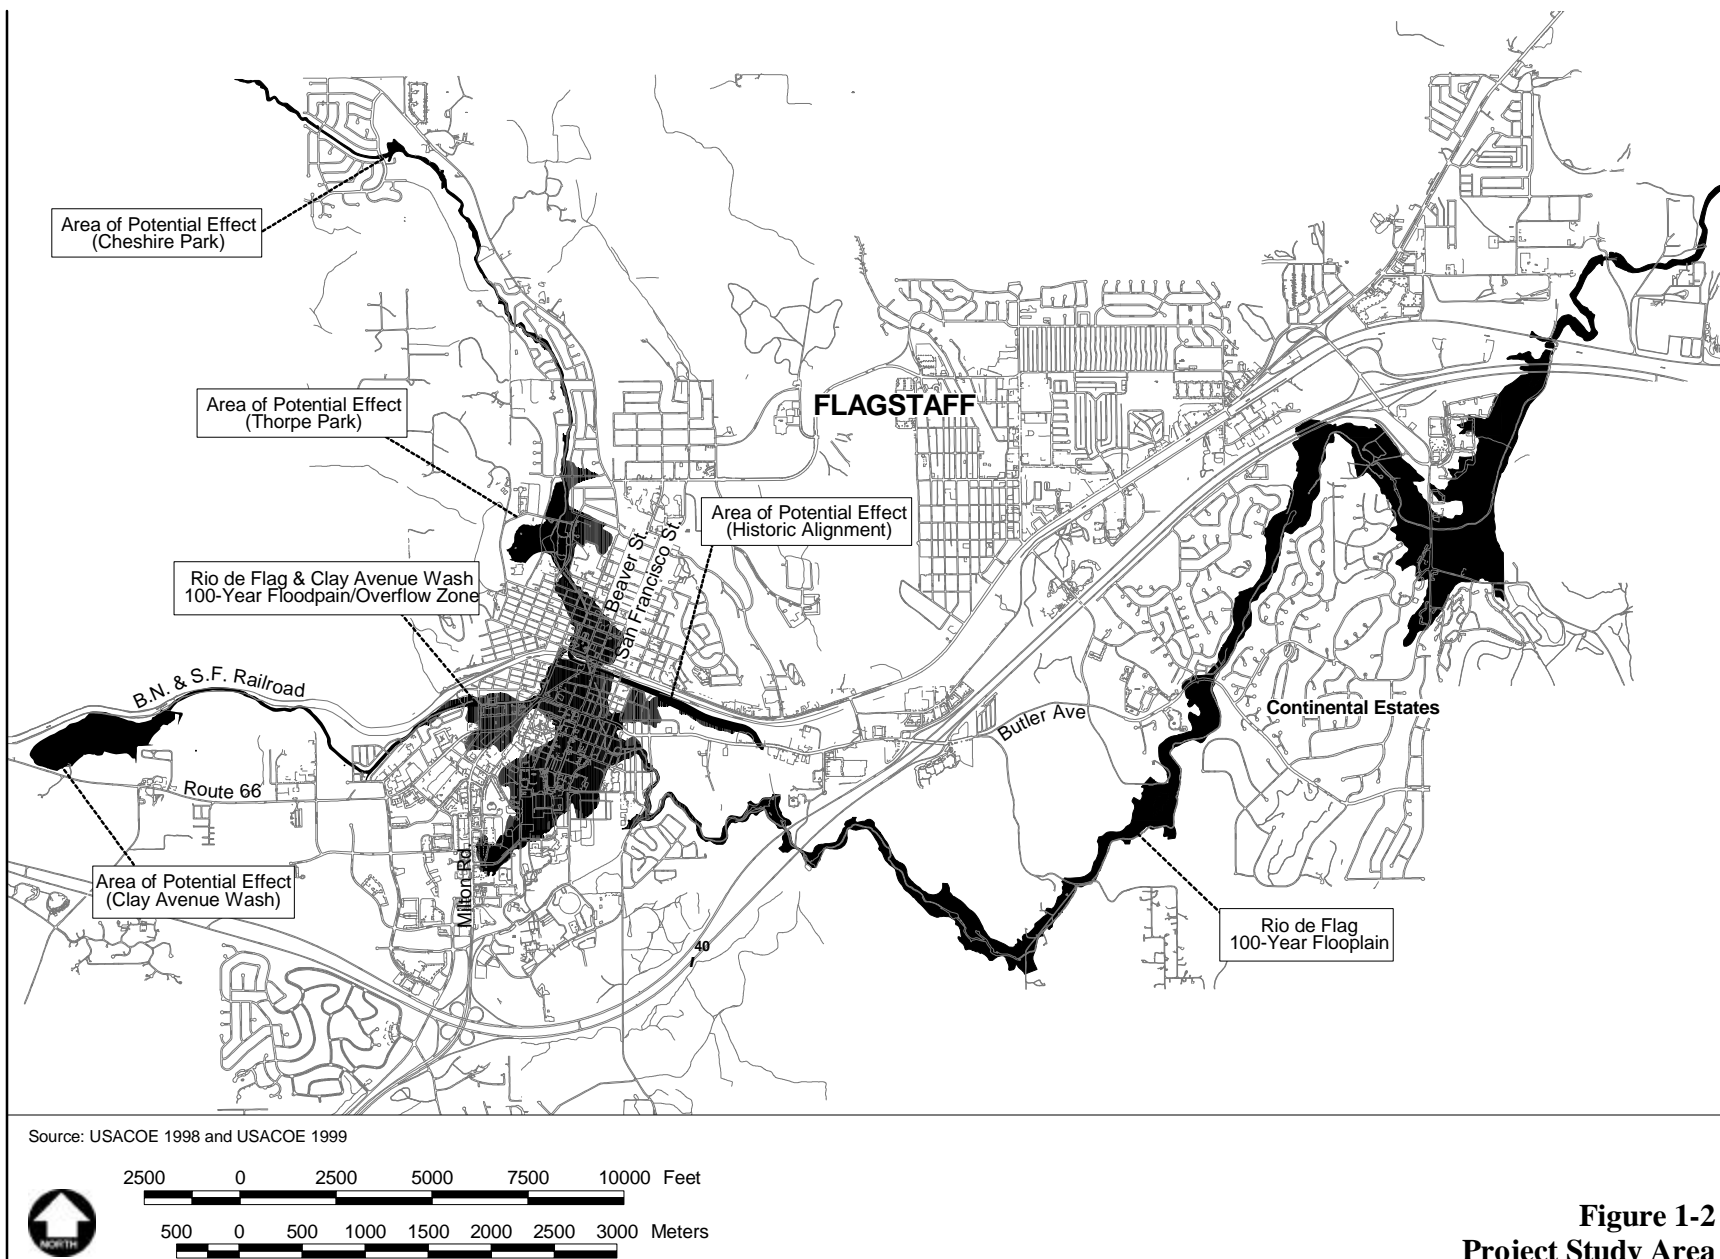 Area of Potential Effect
(Cheshire Park)
Area of Potential Effect
(Thorpe Park)
FLAGSTAFF
Area of Potential Effect
(Historic Alignment)
Beaver St.
San Francisco St.
Rio de Flag & Clay Avenue Wash
100-Year Floodpain/Overflow Zone
B.N. & S.F. Railroad
Continental Estates
Butler Ave
Route 66
Area of Potential Effect
(Clay Avenue Wash)
Milton Rd.
Rio de Flag
100-Year Flooplain
40
I
Source: USACOE 1998 and USACOE 1999
2500 0 2500 5000 7500 10000 Feet
500 0 500 1000 1500 2000 2500 3000 Meters
NORTH
Figure 1-2
Project Study Area